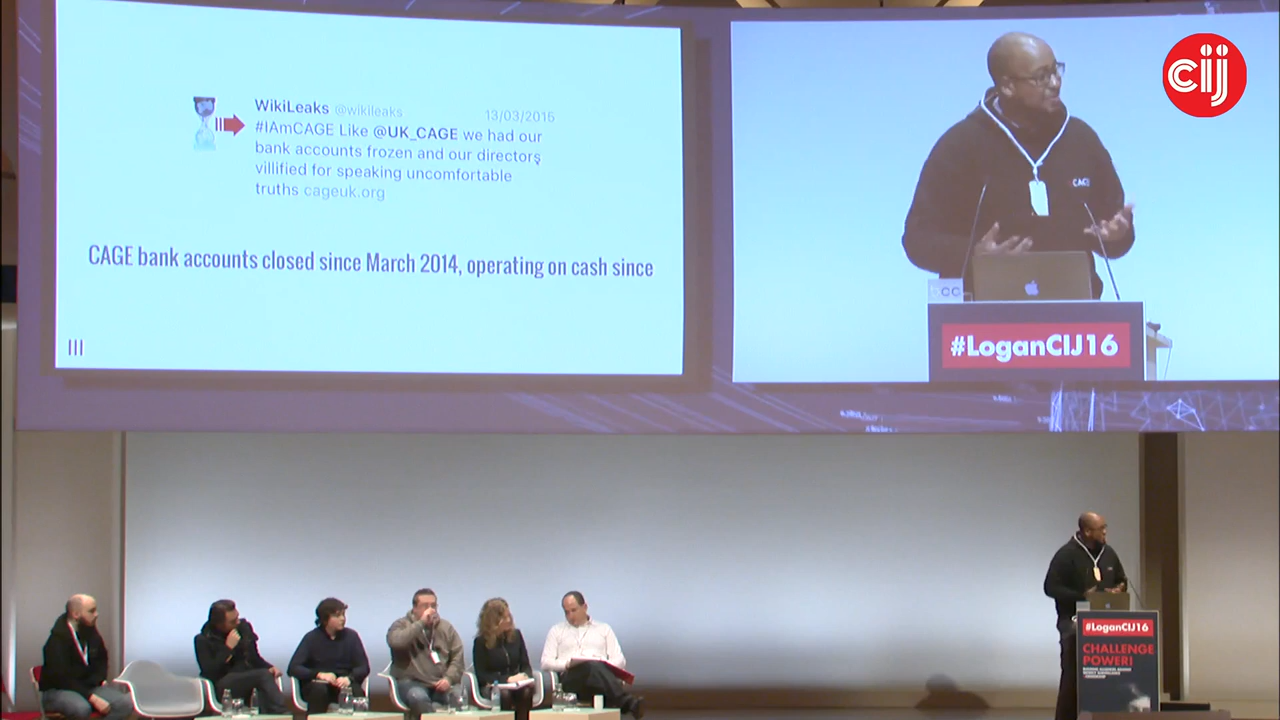 WikiLeaks @wikileaks 13/03/2015
#IAmCAGE Like @UK_CAGE we had our
bank accounts frozen and our directors
villified for speaking uncomfortable
truths cageuk.org
CAGE bank accounts closed since March 2014, operating on cash since
cij
CAGE
CC
#LoganCIJ16
#LoganCIJ16
CHALLENGE
POWER!